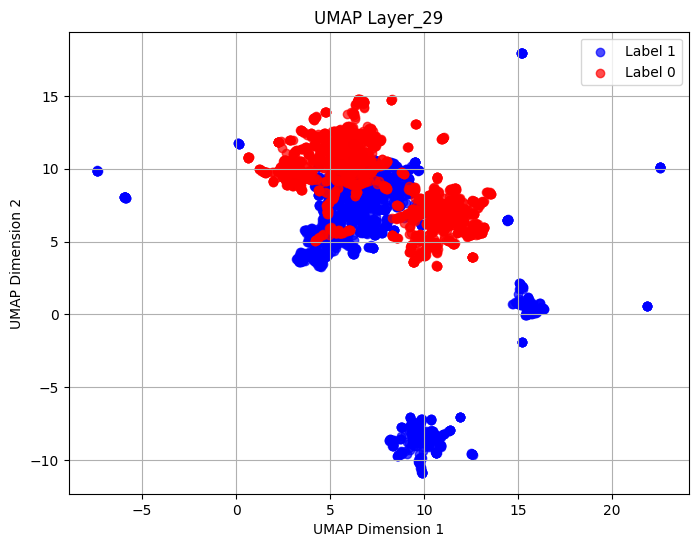 UMAP Layer_29
Label 1
Label 0
UMAP Dimension 2
15
10
5
0
−5
−10
−5
0
5
10
15
20
UMAP Dimension 1